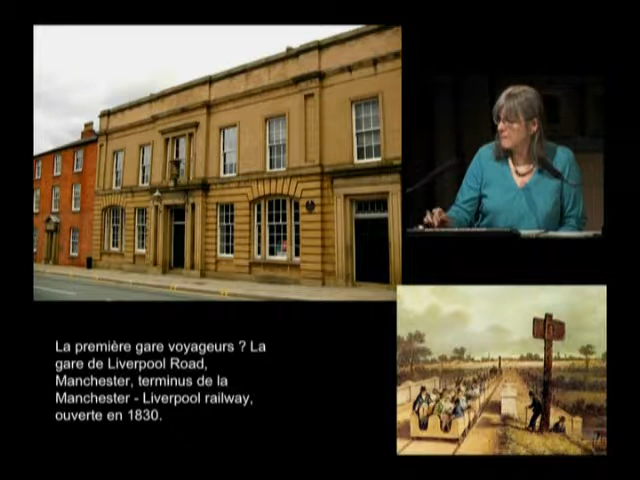 La première gare voyageurs ? La
gare de Liverpool Road,
Manchester, terminus de la
Manchester - Liverpool railway,
ouverte en 1830.